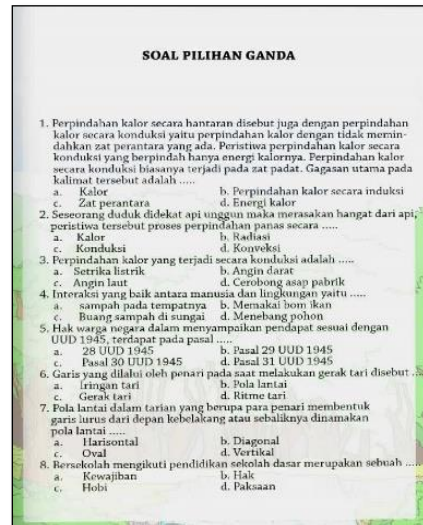 SOAL PILIHAN GANDA
1. Perpindahan kalor secara hantaran disebut juga dengan perpindahan
kalor secara konduksi yaitu perpindahan kalor dengan tidak memin-
dahkan zat perantara yang ada. Peristiwa perpindahan kalor secara
konduksi yang berpindah hanya energi kalornya. Perpindahan kalor
secara konduksi biasanya terjadi pada zat padat. Gagasan utama pada
kalimat tersebut adalah .....
a. Kalor b. Perpindahan kalor secara induksi
c. Zat perantara d. Energi kalor
2. Seseorang duduk didekat api unggun maka merasakan hangat dari api,
peristiwa tersebut proses perpindahan panas secara .....
a. Kalor b. Radiasi
c. Konduksi d. Konveksi
3. Perpindahan kalor yang terjadi secara konduksi adalah .....
a. Setrika listrik b. Angin darat
c. Angin laut d. Cerobong asap pabrik
4. Interaksi yang baik antara manusia dan lingkungan yaitu .....
a. sampah pada tempatnya b. Memakai bom ikan
c. Buang sampah di sungai d. Menebang pohon
5. Hak warga negara dalam menyampaikan pendapat sesuai dengan
UUD 1945, terdapat pada pasal .....
a. 28 UUD 1945 b. Pasal 29 UUD 1945
c. Pasal 30 UUD 1945 d. Pasal 31 UUD 1945
6. Garis yang dilalui oleh penari pada saat melakukan gerak tari disebut ..
a. Iringan tari b. Pola lantai
c. Gerak tari d. Ritme tari
7. Pola lantai dalam tarian yang berupa para penari membentuk
garis lurus dari depan kebelakang atau sebaliknya dinamakan
pola lantai .....
a. Harisontal b. Diagonal
c. Oval d. Vertikal
8. Bersekolah mengikuti pendidikan sekolah dasar merupakan sebuah .....
a. Kewajiban b. Hak
c. Hobi d. Paksaan